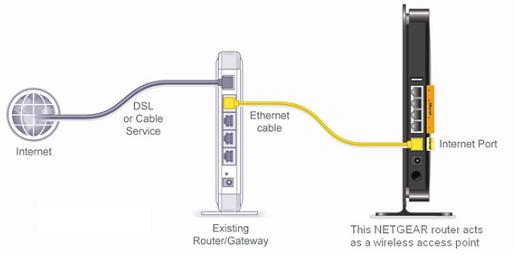 DSL
or Cable
Service
Ethernet
cable
Internet
Internet Port
Existing
Router/Gateway
This NETGEAR router acts
as a wireless access point